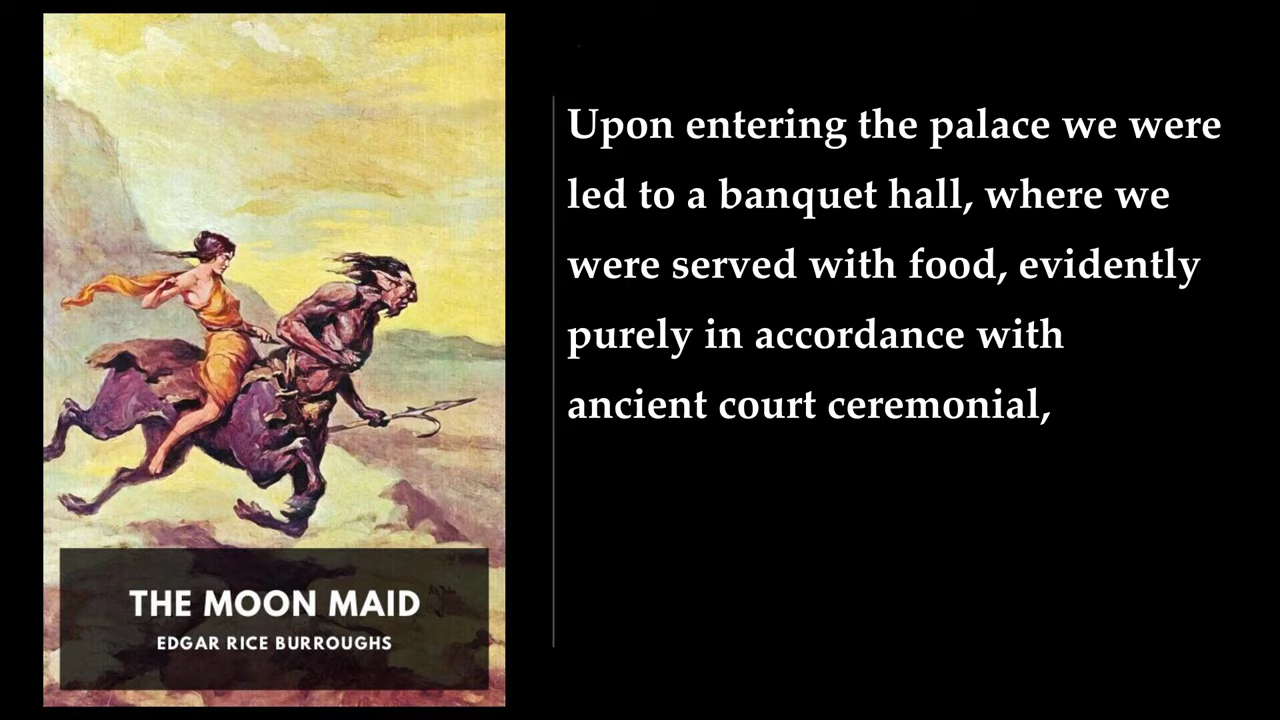 Upon entering the palace we were
led to a banquet hall, where we
were served with food, evidently
purely in accordance with
ancient court ceremonial,
THE MOON MAID
EDGAR RICE BURROUGHS